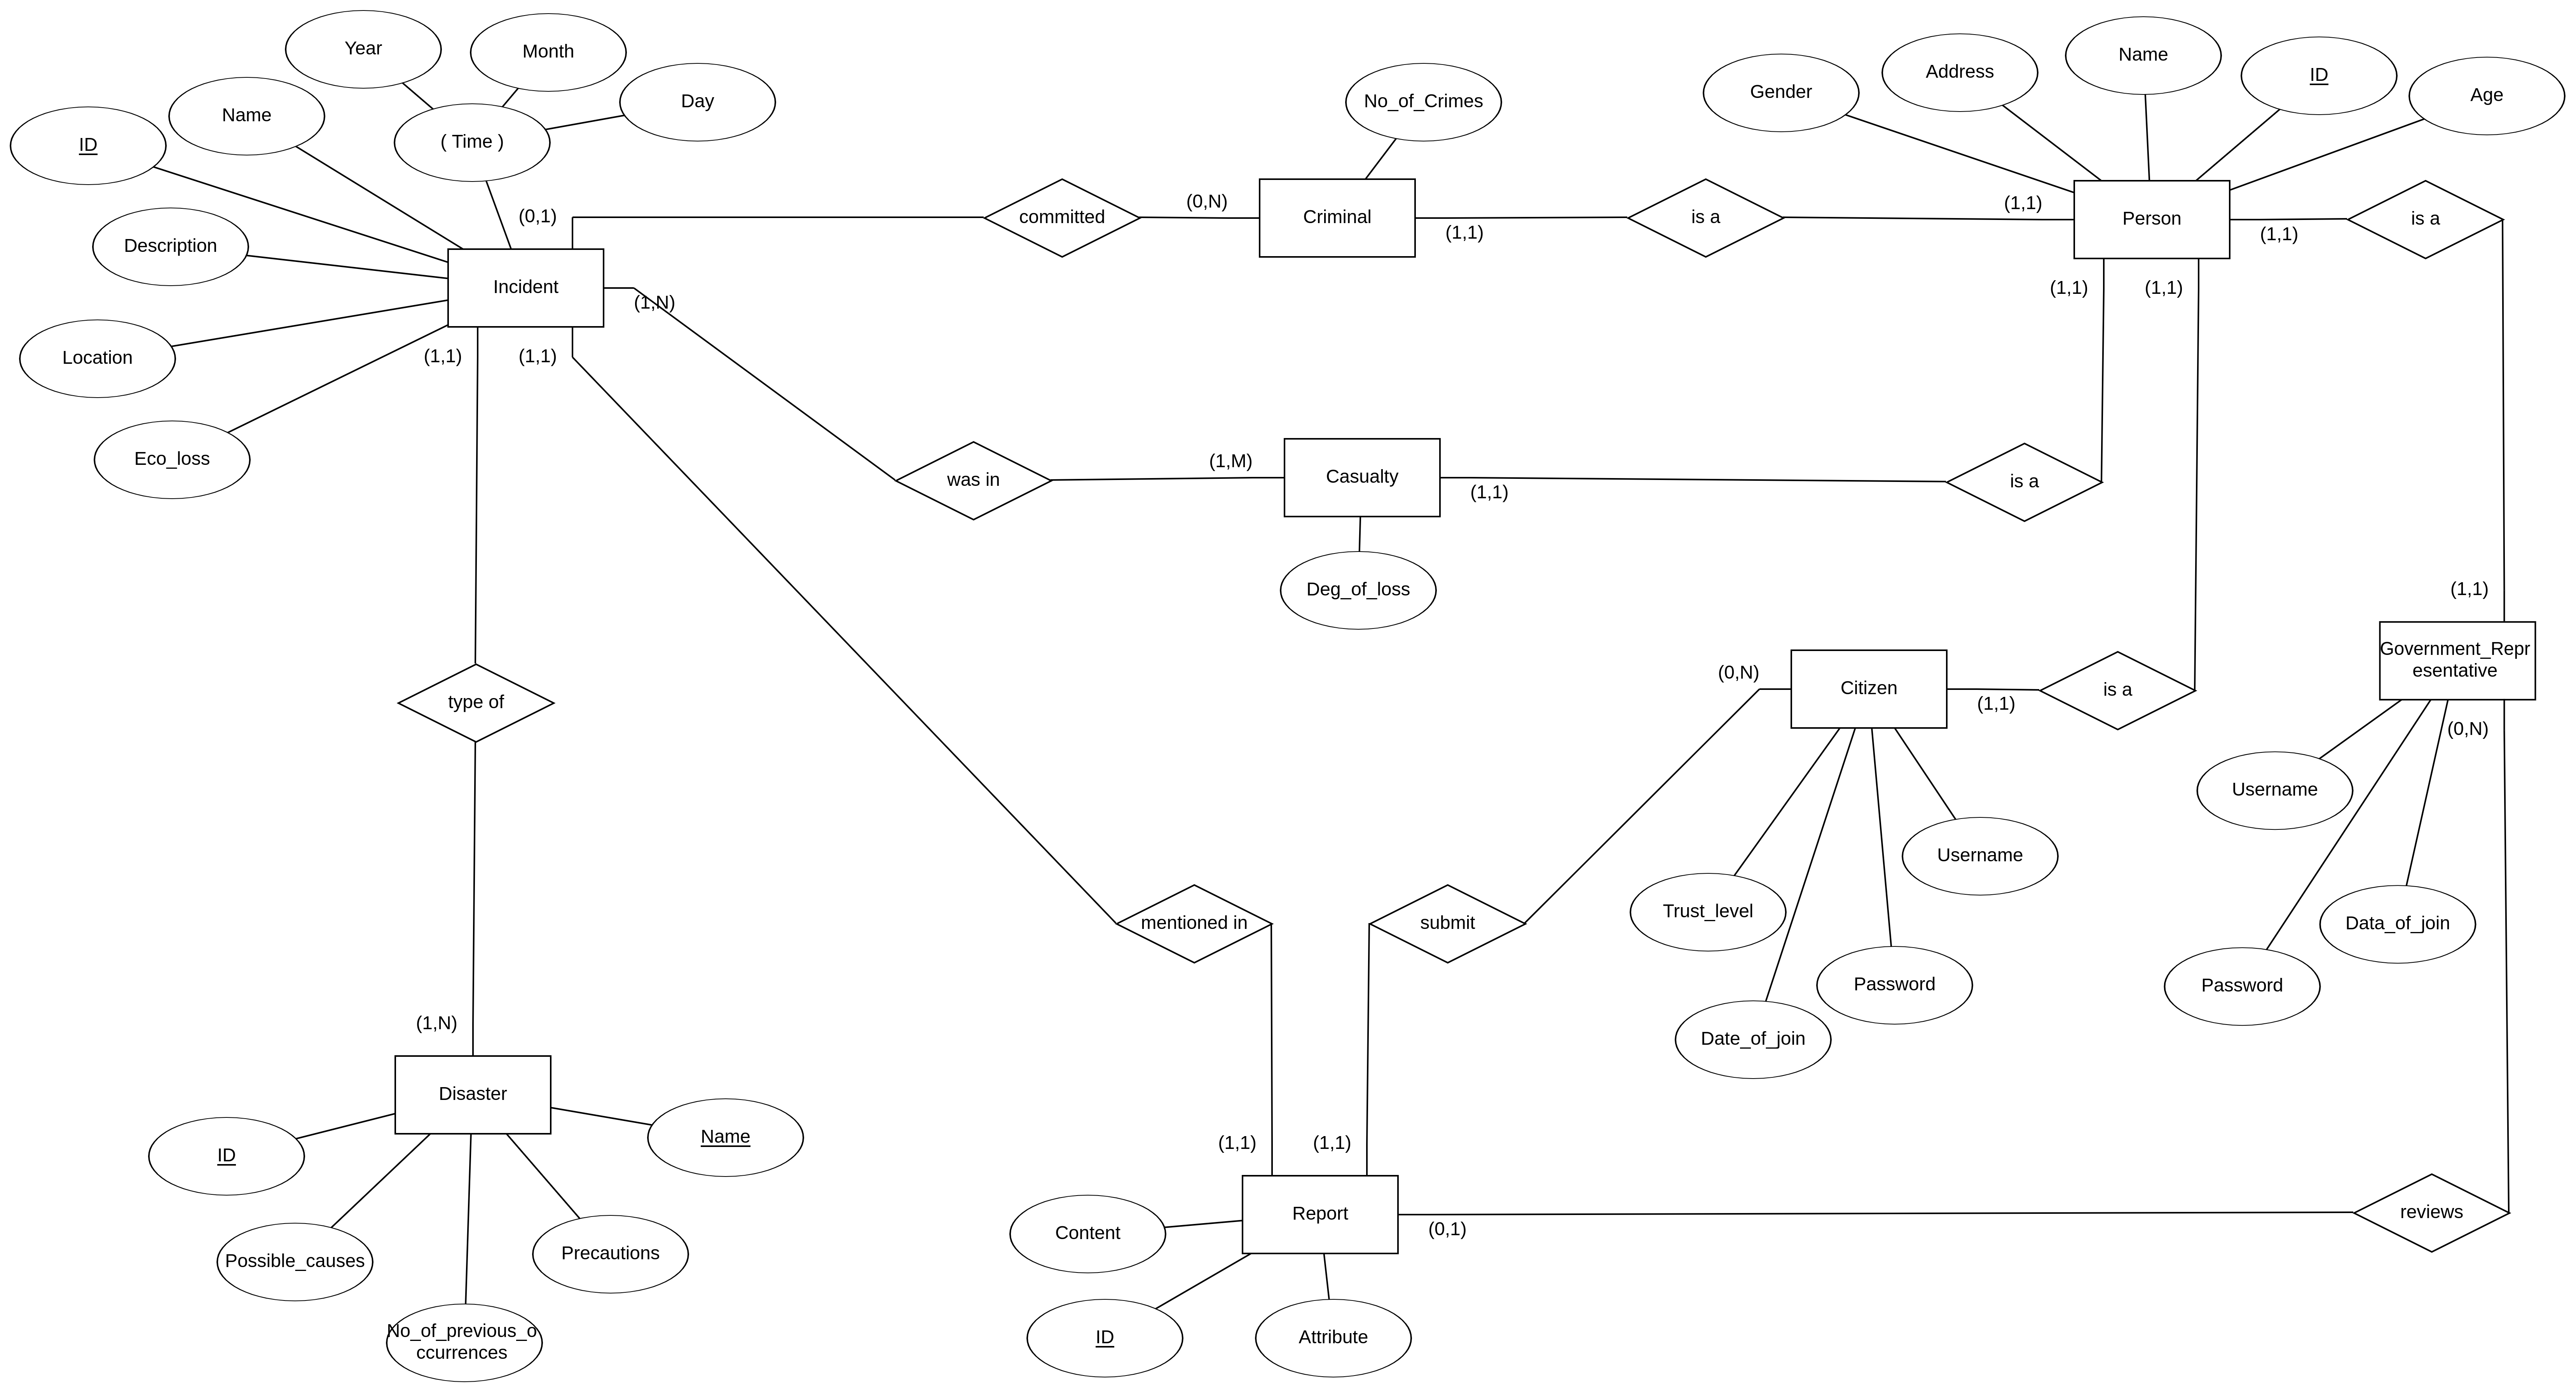 Year
Month
Day
Name
ID
( Time )
Description
Location
Eco_loss
Incident
(0,1)
(1,N)
(1,1)
(1,1)
committed
(0,N)
No_of_Crimes
Criminal
(1,1)
is a
(1,1)
Gender
Address
Name
ID
Age
Person
(1,1)
is a
(1,1)
(1,1)
was in
(1,M)
Casualty
(1,1)
Deg_of_loss
is a
(1,1)
Government_Repr
esentative
(0,N)
type of
(0,N)
Citizen
(1,1)
is a
Username
Trust_level
Password
Date_of_join
Username
Data_of_join
Password
mentioned in
submit
(1,N)
Disaster
ID
Name
Possible_causes
Precautions
No_of_previous_o
ccurrences
(1,1)
(1,1)
Report
(0,1)
reviews
Content
ID
Attribute